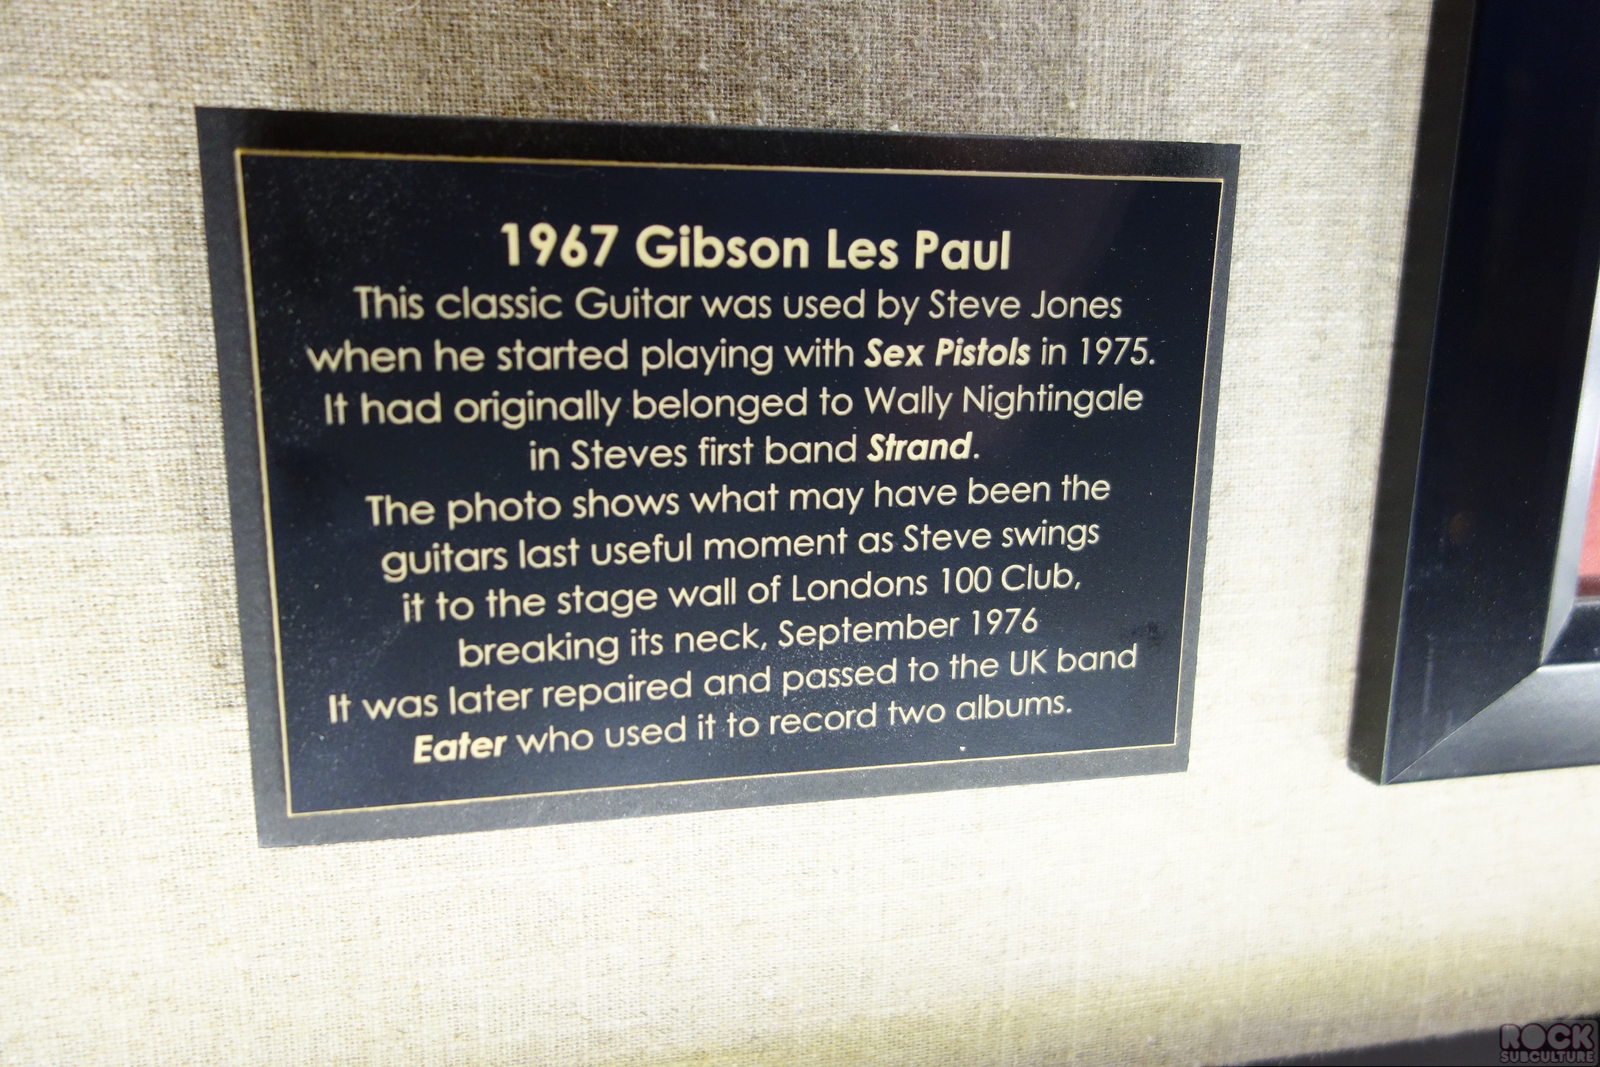 1967 Gibson Les Paul
This classic Guitar was used by Steve Jones
when he started playing with Sex Pistols in 1975.
It had originally belonged to Wally Nightingale
in Steves first band Strand.
The photo shows what may have been the
guitars last useful moment as Steve swings
it to the stage wall of Londons 100 Club,
breaking its neck, September 1976
It was later repaired and passed to the UK band
Eater who used it to record two albums.
ROCK
SUBCULTURE